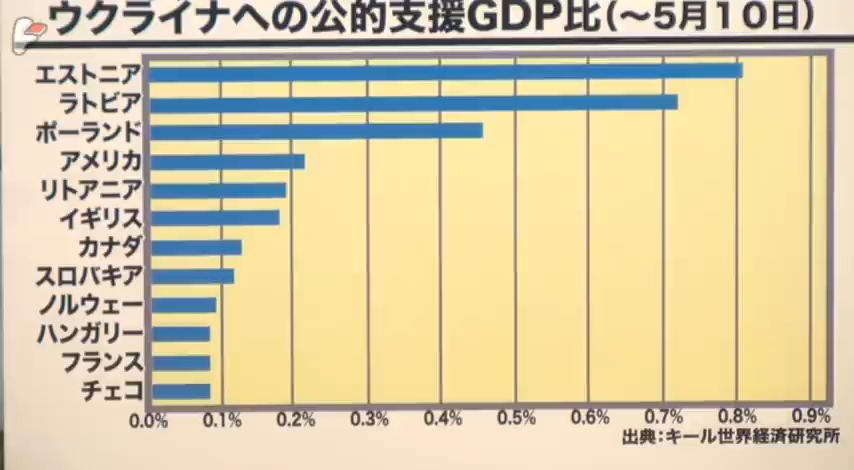 ウクライナへの公的支援GDP比(～5月10日)
エストニア
ラトビア
ポーランド
アメリカ
リトアニア
イギリス
カナダ
スロバキア
ノルウェー
ハンガリー
フランス
チェコ
0.0% 0.1% 0.2% 0.3% 0.4% 0.5% 0.6% 0.7% 0.8% 0.9%
出典：キール世界経済研究所